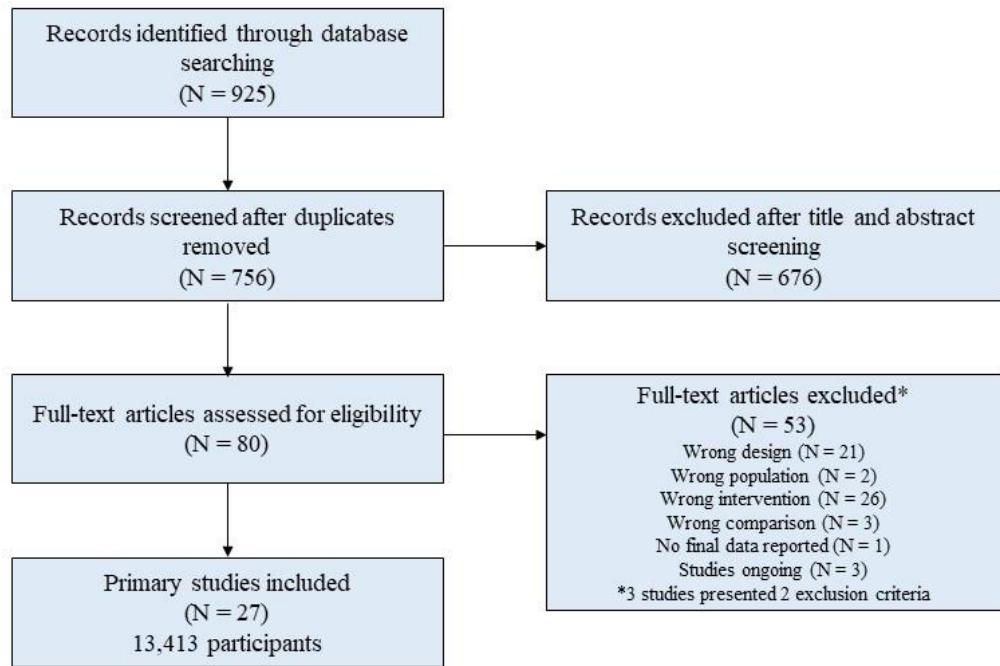 Records identified through database
searching
(N = 925)
Records screened after duplicates
removed
(N = 756)
Records excluded after title and abstract
screening
(N = 676)
Full-text articles assessed for eligibility
(N = 80)
Full-text articles excluded*
(N = 53)
Wrong design (N = 21)
Wrong population (N = 2)
Wrong intervention (N = 26)
Wrong comparison (N = 3)
No final data reported (N = 1)
Studies ongoing (N = 3)
*3 studies presented 2 exclusion criteria
Primary studies included
(N = 27)
13,413 participants